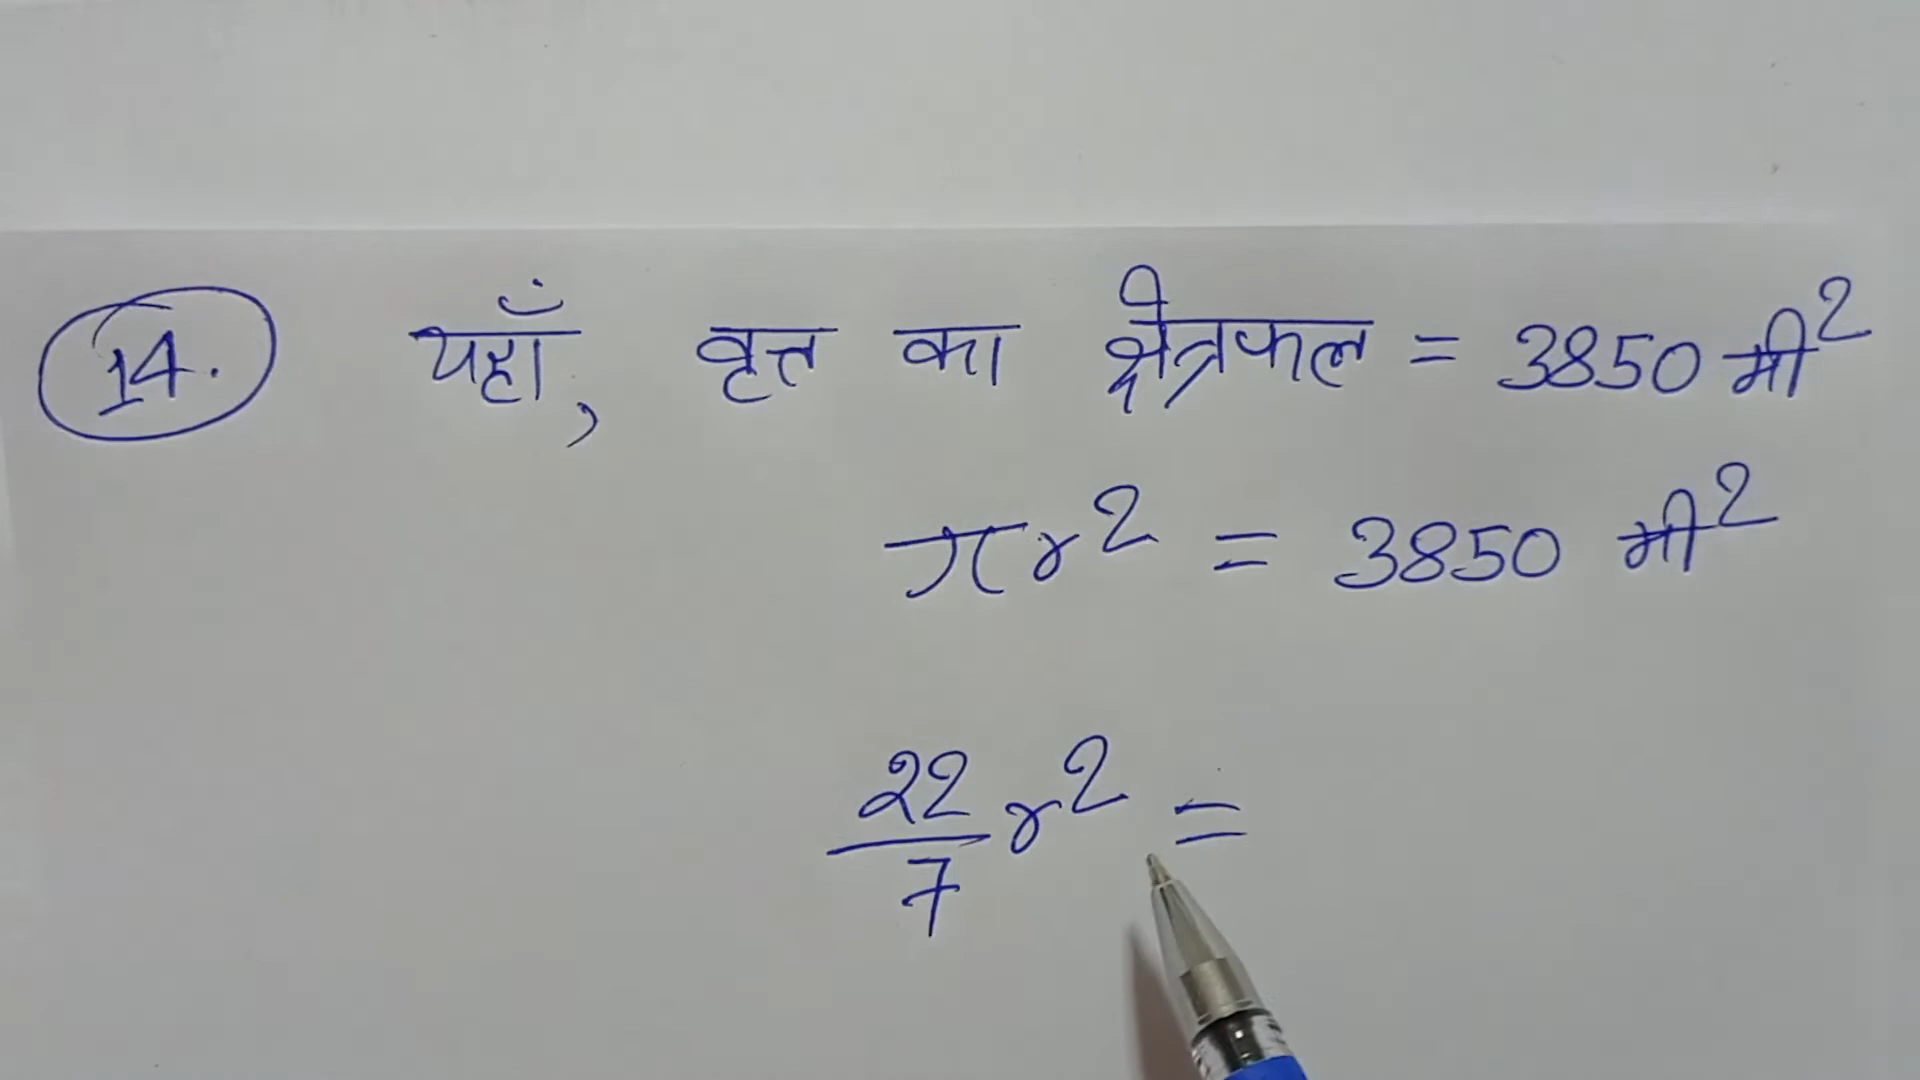 14. यहाँ, वृत्त का क्षेत्रफल = 3850 मी²
πr² = 3850 मी²
22/7 r² =